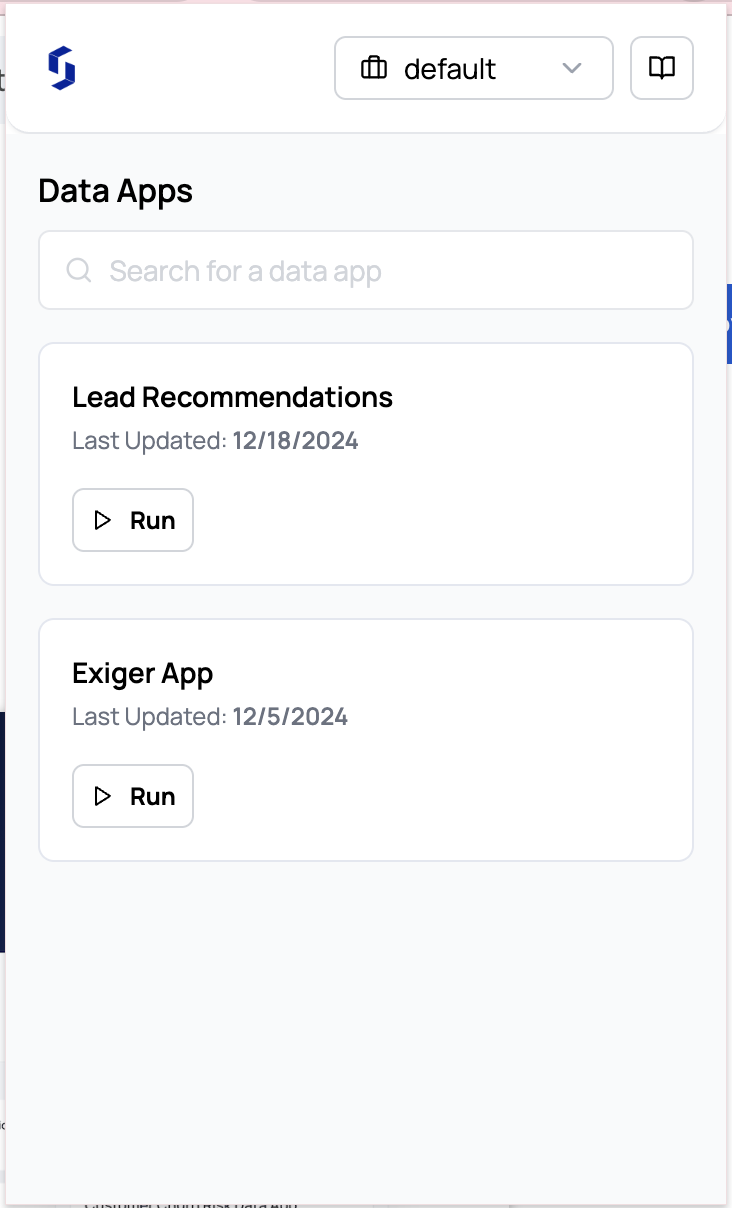 default
Data Apps
Search for a data app
Lead Recommendations
Last Updated: 12/18/2024
Run
Exiger App
Last Updated: 12/5/2024
Run